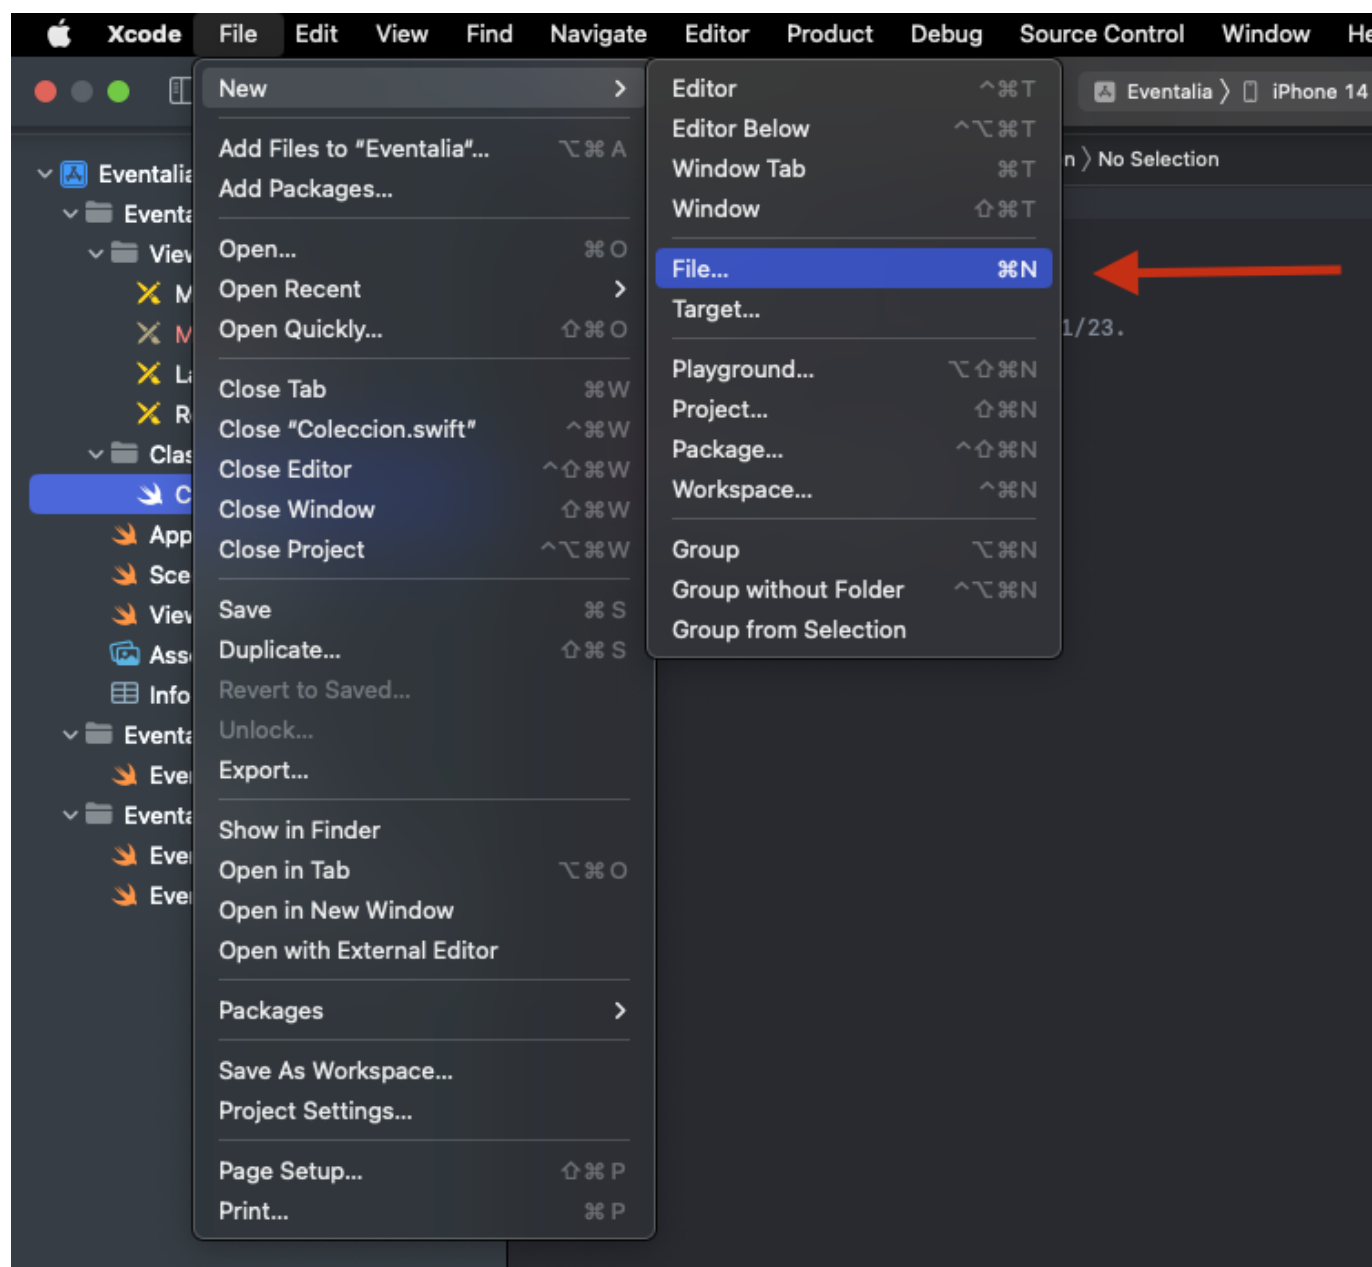 Xcode File Edit View Find Navigate Editor Product Debug Source Control Window
Eventalia 〉 iPhone 14
n 〉 No Selection
1/23.
Eventalia
New
Add Files to “Eventalia”... ⌥⌘A
Add Packages...
Open... ⌘O
Open Recent
Open Quickly... ⇧⌘O
Close Tab ⌘W
Close “Coleccion.swift” ^⌘W
Close Editor ^⇧⌘W
Close Window ⇧⌘W
Close Project ^⌥⌘W
Save ⌘S
Duplicate... ⇧⌘S
Revert to Saved...
Unlock...
Export...
Show in Finder
Open in Tab ⌥⌘O
Open in New Window
Open with External Editor
Packages
Save As Workspace...
Project Settings...
Page Setup... ⇧⌘P
Print... ⌘P
Editor ^⌘T
Editor Below ^⌥⌘T
Window Tab ⌘T
Window ⇧⌘T
File... ⌘N
Target...
Playground... ⌥⇧⌘N
Project... ⇧⌘N
Package... ^⇧⌘N
Workspace... ^⌘N
Group ⌥⌘N
Group without Folder ^⌥⌘N
Group from Selection
Info